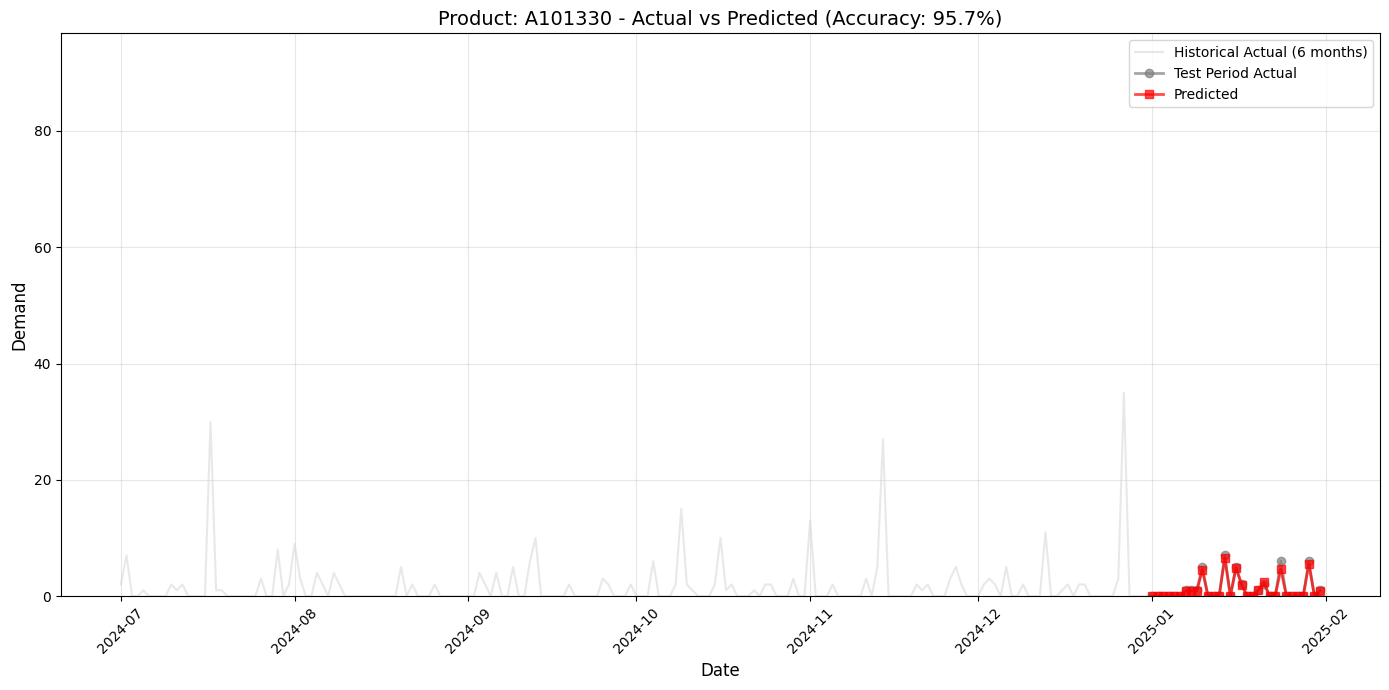 Product: A101330 - Actual vs Predicted (Accuracy: 95.7%)
Historical Actual (6 months)
Test Period Actual
Predicted
Demand
80
60
40
20
0
2024-07
2024-08
2024-09
2024-10
2024-11
2024-12
2025-01
2025-02
Date